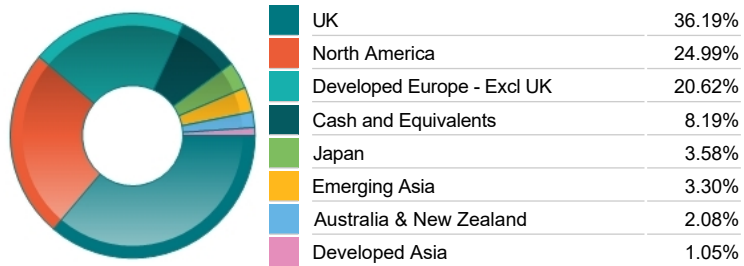 UK 36.19%
North America 24.99%
Developed Europe - Excl UK 20.62%
Cash and Equivalents 8.19%
Japan 3.58%
Emerging Asia 3.30%
Australia & New Zealand 2.08%
Developed Asia 1.05%